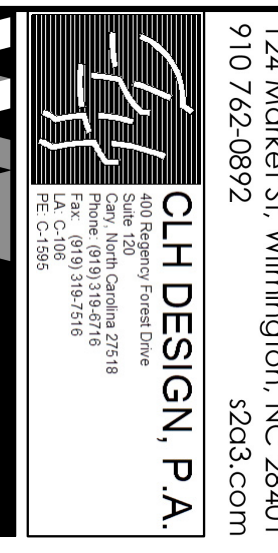 124 Market St, Wilmington, NC 28401
910 762-0892 s2a3.com
CLH DESIGN, P.A.
400 Regency Forest Drive
Suite 120
Cary, North Carolina 27518
Phone: (919) 319-6716
Fax: (919) 319-7516
LA: C-106
PE: C-1595